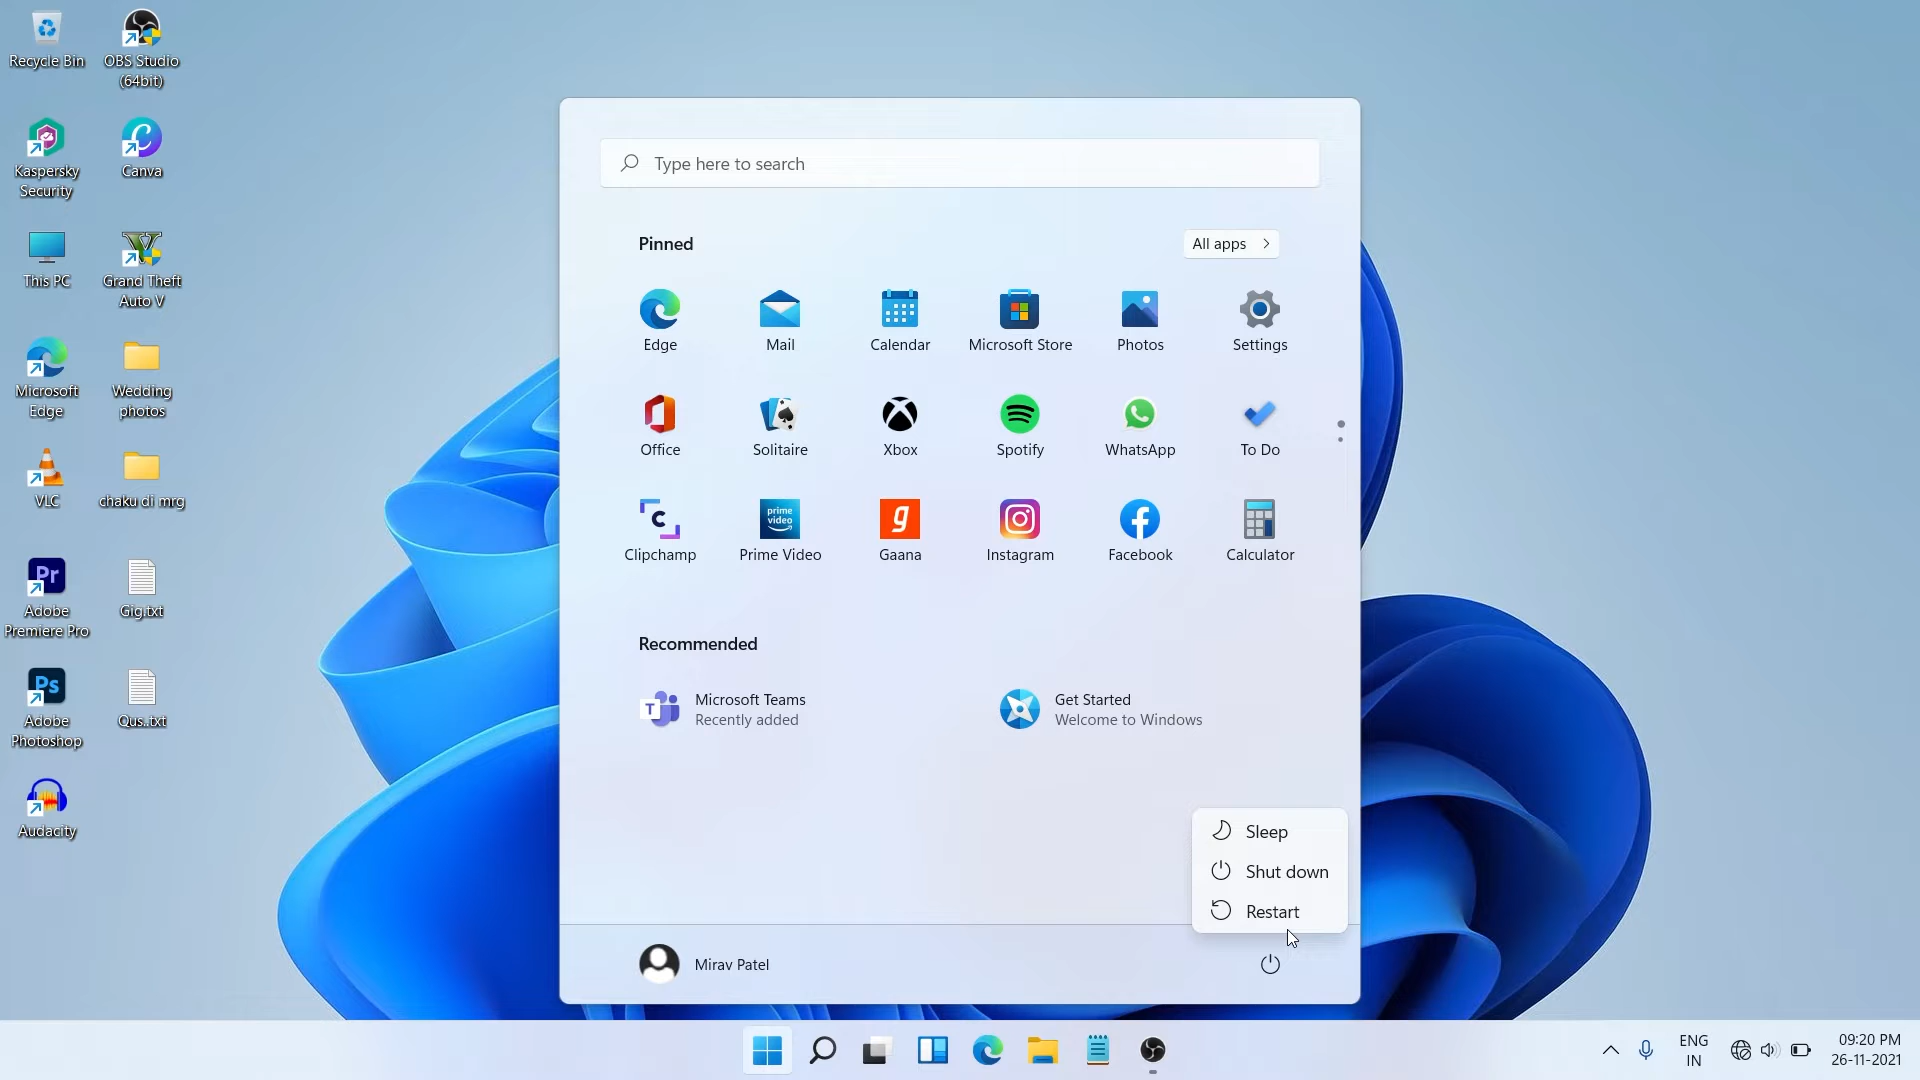 Recycle Bin
OBS Studio
(64bit)
Kaspersky
Security
Canva
This PC
Grand Theft
Auto V
Microsoft
Edge
Wedding
photos
VLC
chaku di mrg
Adobe
Premiere Pro
Gig.txt
Adobe
Photoshop
Qus..txt
Audacity
Type here to search
Pinned
All apps
Edge
Mail
Calendar
Microsoft Store
Photos
Settings
Office
Solitaire
Xbox
Spotify
WhatsApp
To Do
prime
video
Clipchamp
Prime Video
Gaana
Instagram
Facebook
Calculator
Recommended
Microsoft Teams
Recently added
Get Started
Welcome to Windows
Sleep
Shut down
Restart
Mirav Patel
ENG
IN
09:20 PM
26-11-2021